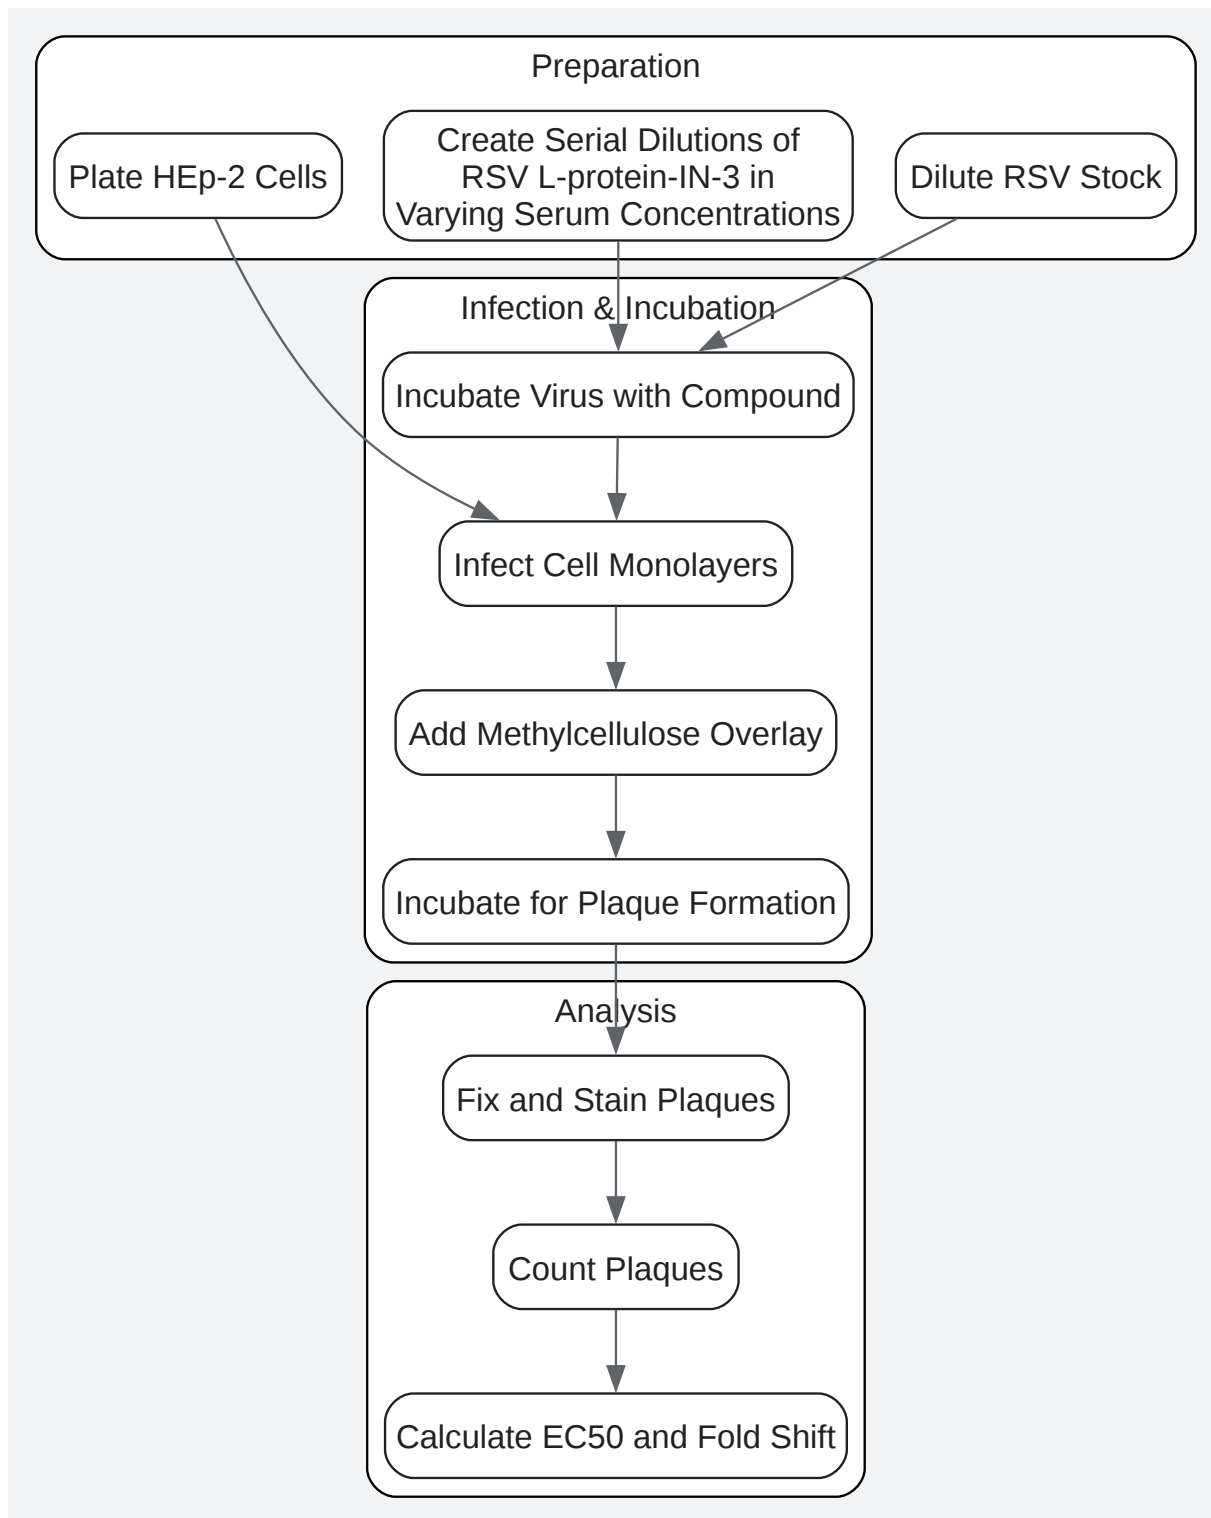 Preparation
Plate HEp-2 Cells
Create Serial Dilutions of
RSV L-protein-IN-3 in
Varying Serum Concentrations
Dilute RSV Stock
Infection & Incubation
Incubate Virus with Compound
Infect Cell Monolayers
Add Methylcellulose Overlay
Incubate for Plaque Formation
Analysis
Fix and Stain Plaques
Count Plaques
Calculate EC50 and Fold Shift